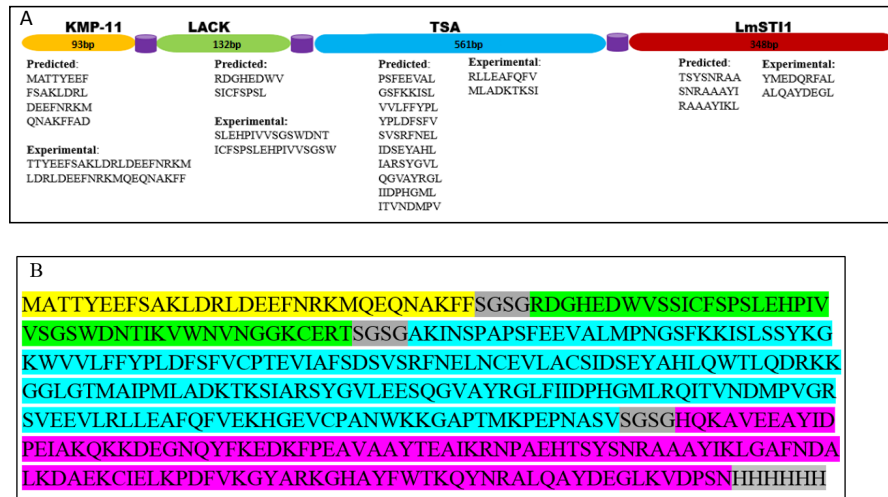 A
KMP-11 LACK TSA LmSTI1
93bp 132bp 561bp 348bp
Predicted:
MATTYEEF
FSAKLDRL
DEEFNRKM
QNAKFFAD
Experimental:
TTYEEFSAKLDRLDEEFNRKM
LDRLDEEFNRKMQEQNAKFF
Predicted:
RDGHEDWV
SICFSPSL
Experimental:
SLEHPIVVSGSWDNT
ICFSPSLEHPIVVSGSW
Predicted:
PSFEEVAL
GSFKKISL
VVLFFYPL
YPLDFSFV
SVSRFNEL
IDSEYAHL
IARSYGVL
QGVAYRGL
IIDPHGML
ITVNDMPV
Experimental:
RLLEAFQFV
MLADKTKSI
Predicted:
TSYSNRAA
SNRAAAYI
RAAAYIKL
Experimental:
YMEDQRFAL
ALQAYDEGL
B
MATTYEEFSAKLDRLDEEFNRKMQEQNAKFFSGSGRDGHEDWVSSICFSPSLEHPIV
VSGSWDNTIKVWNVNGGKCERTSGSGAKINSPAPSFEEVALMPNGSFKKISLSSYKG
KWVVLFFYPLDFSFVCPTEVIAFSDSVSRFNELNCEVLACSIDSEYAHLQWTLQDRKK
GGLGTMAIPMLADKTKSIARSYGVLEESQGVAYRGLFIIDPHGMLRQITVNDMPVGR
SVEEVLRLLEAFQFVEKHGEVCPANWKKGAPTMKPEPNASVSGSGHQKAVEEAYID
PEIAKQKKDEGNQYFKEDKFPEAVAAYTEAIKRNPAEHTSYSNRAAAYIKLGAFNDA
LKDAEKCIELKPDFVKGYARKGHAYFWTKQYNRALQAYDEGLKVDPSNHHHHHH